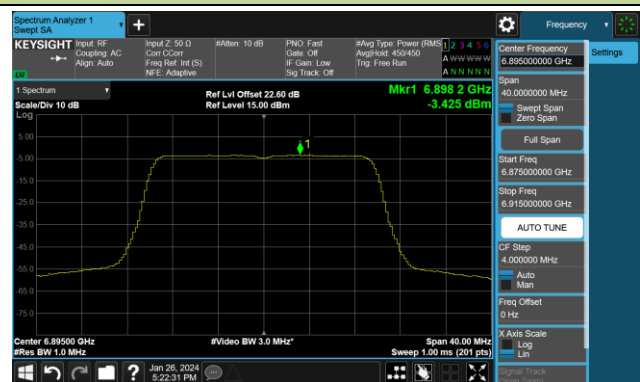 Spectrum Analyzer 1
Swept SA
+
Frequency
KEYSIGHT
Input: RF
Coupling: AC
Align: Auto
Input Z: 50 Ω
Corr CCorr
Freq Ref: Int (S)
NFE: Adaptive
#Atten: 10 dB
PNO: Fast
Gate: Off
IF Gain: Low
Sig Track: Off
#Avg Type: Power (RMS
Avg|Hold: 450/450
Trig: Free Run
1 2 3 4 5 6
A W W W W W
A N N N N N
LW
Center Frequency
6.895000000 GHz
Settings
Span
40.0000000 MHz
Swept Span
Zero Span
Full Span
Start Freq
6.875000000 GHz
Stop Freq
6.915000000 GHz
AUTO TUNE
CF Step
4.000000 MHz
Auto
Man
Freq Offset
0 Hz
X Axis Scale
Log
Lin
Signal Track
(Span Zoom)
1 Spectrum
Scale/Div 10 dB
Log
Ref Lvl Offset 22.60 dB
Ref Level 15.00 dBm
Mkr1 6.898 2 GHz
-3.425 dBm
1
5.00
-5.00
-15.0
-25.0
-35.0
-45.0
-55.0
-65.0
-75.0
Center 6.89500 GHz
#Res BW 1.0 MHz
#Video BW 3.0 MHz*
Span 40.00 MHz
Sweep 1.00 ms (201 pts)
?
Jan 26, 2024
5:22:31 PM